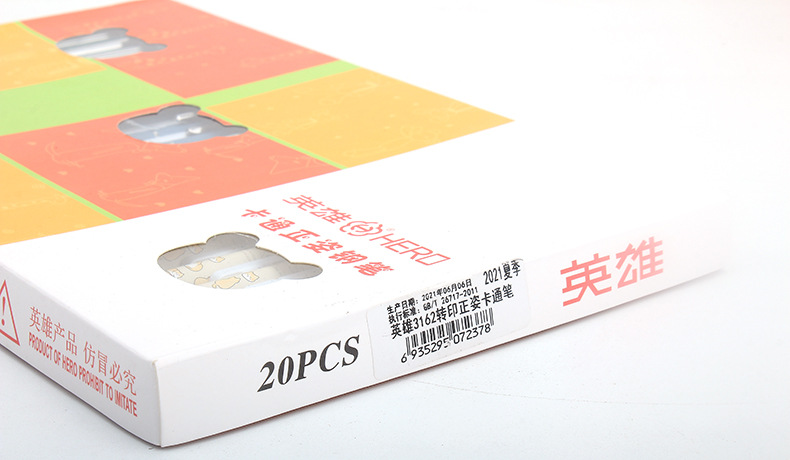 英雄 HERO
卡通正姿钢笔
英雄产品 仿冒必究
PRODUCT OF HERO PROHIBIT TO IMITATE
20PCS
生产日期: 2021年06月06日 2021夏季
执行标准: GB/T 26717-2011
英雄3162转印正姿卡通笔
6 935295 072378
英雄